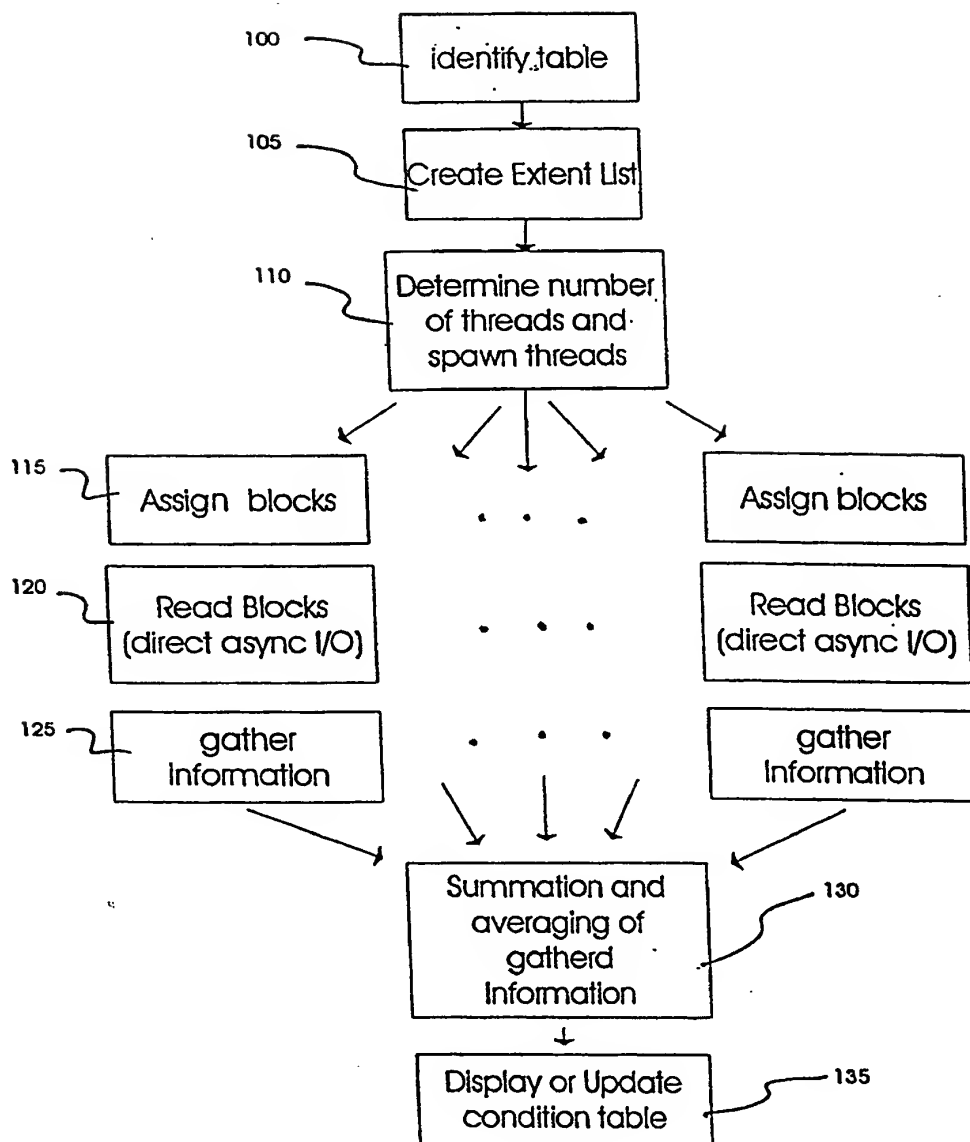 100
identify table
105
Create Extent List
110
Determine number
of threads and
spawn threads
115
Assign blocks
Assign blocks
120
Read Blocks
(direct async I/O)
Read Blocks
(direct async I/O)
125
gather
Information
gather
Information
Summation and
averaging of
gatherd
Information
130
Display or Update
condition table
135